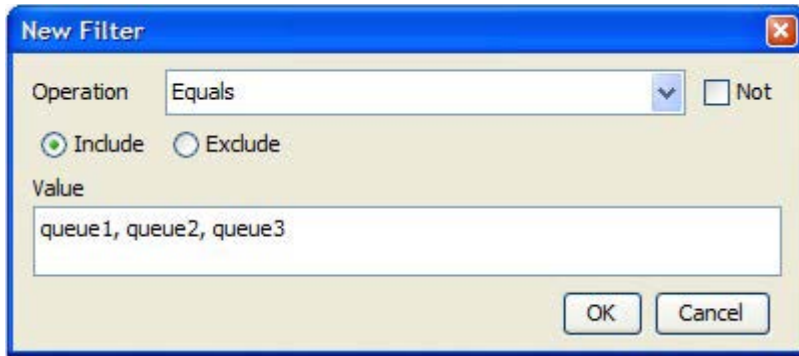 New Filter
Operation Equals Not
Include Exclude
Value
queue1, queue2, queue3
OK Cancel